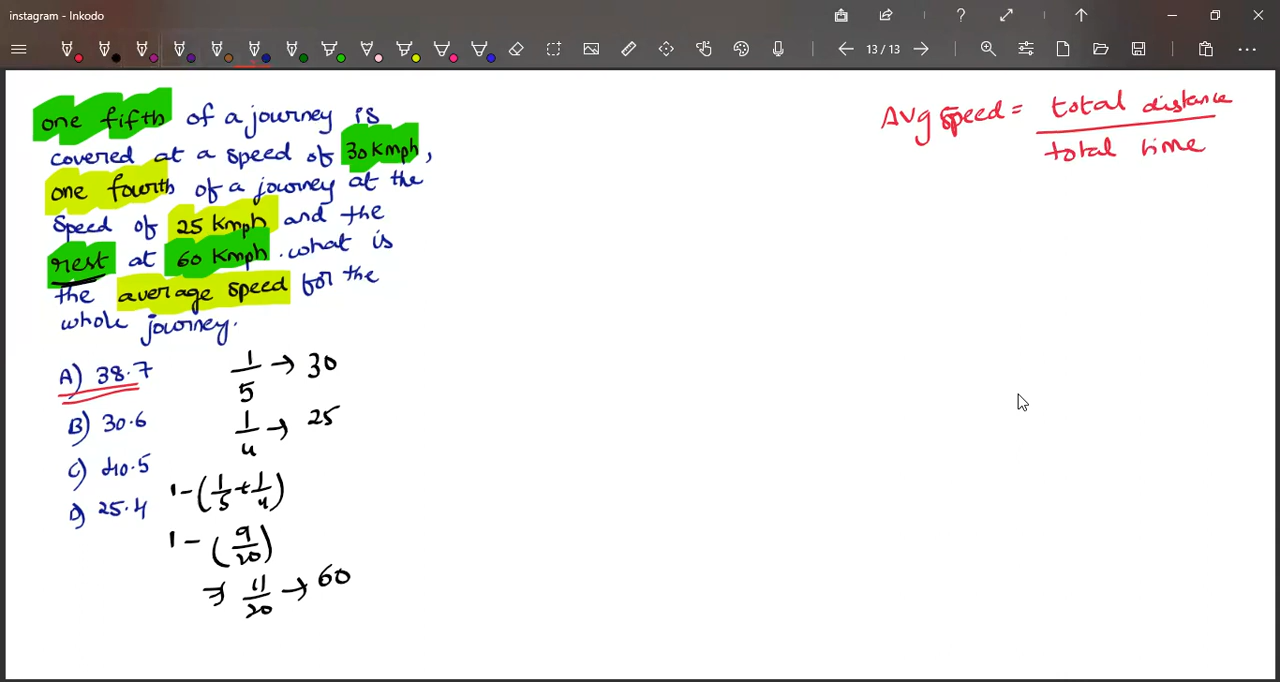 instagram - Inkodo
13 / 13
one fifth of a journey is
covered at a speed of 30 Kmph,
one fourth of a journey at the
speed of 25 Kmph and the
rest at 60 Kmph. what is
the average speed for the
whole journey.
A) 38.7
B) 30.6
C) 40.5
D) 25.4
1/5 → 30
1/4 → 25
1 - (1/5 + 1/4)
1 - (9/20)
⇒ 11/20 → 60
Avg speed = total distance / total time